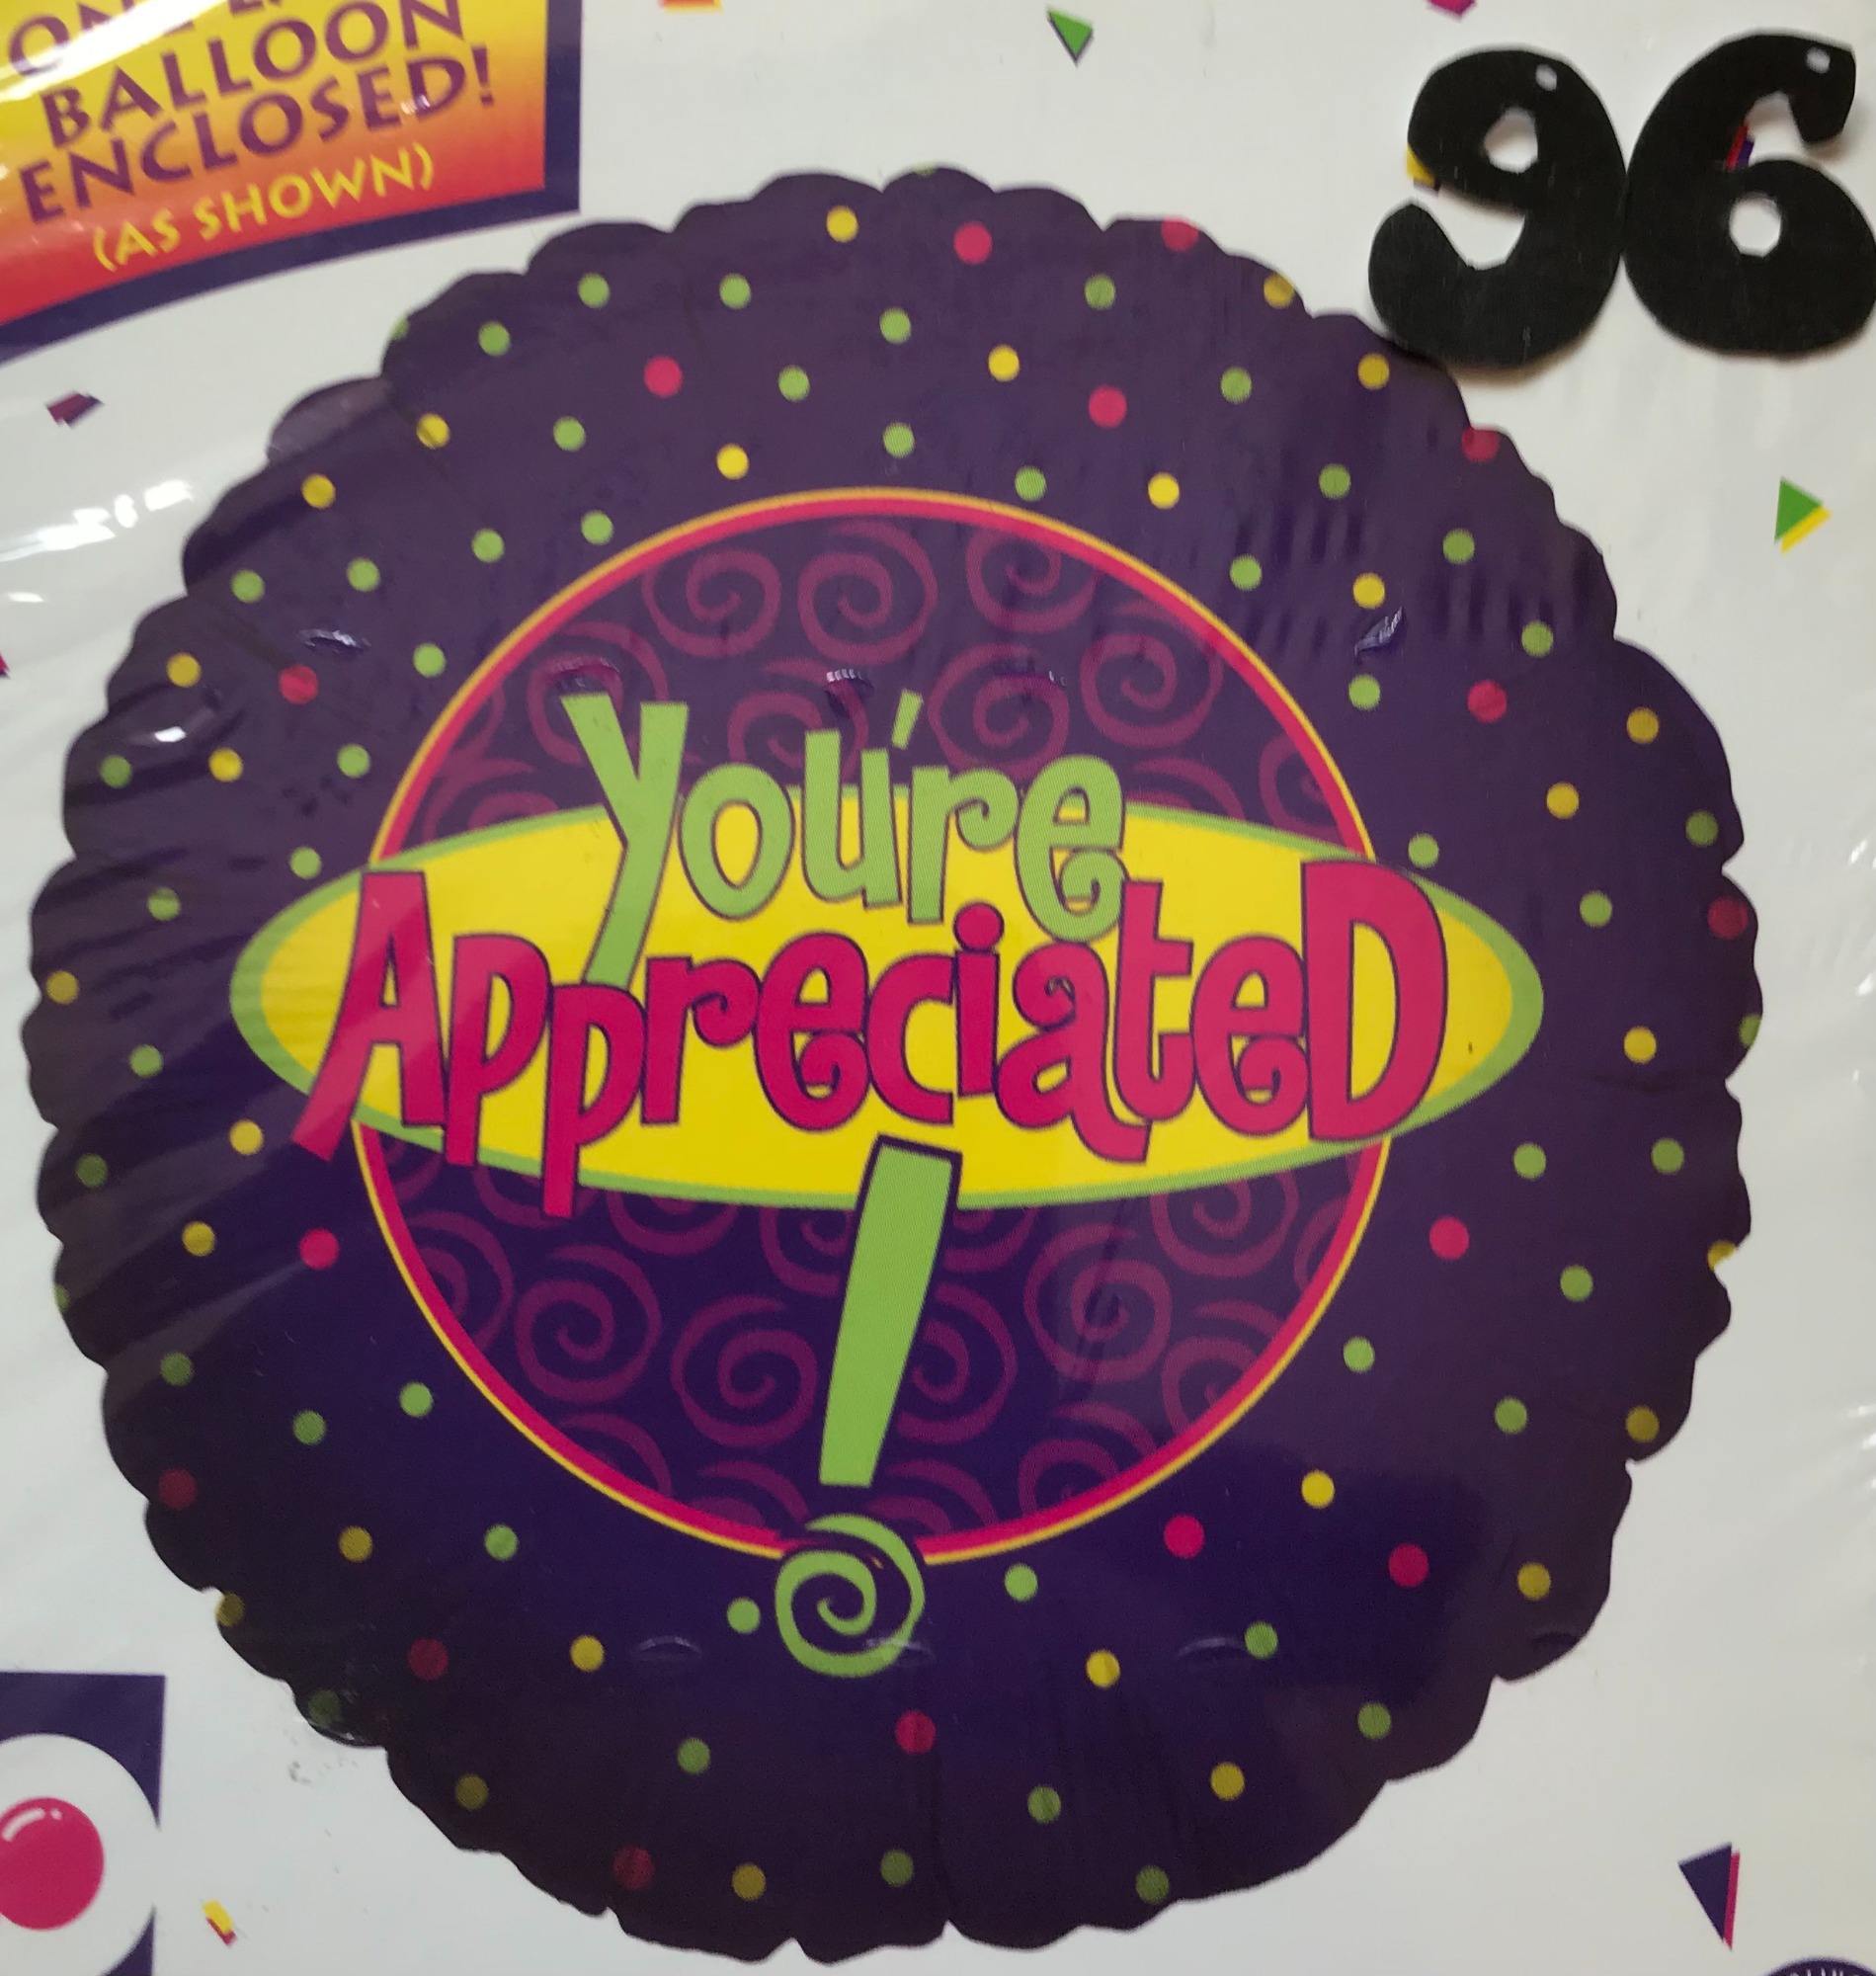 BALLOON
ENCLOSED!
(AS SHOWN)
96
You're
AppreciateD
!